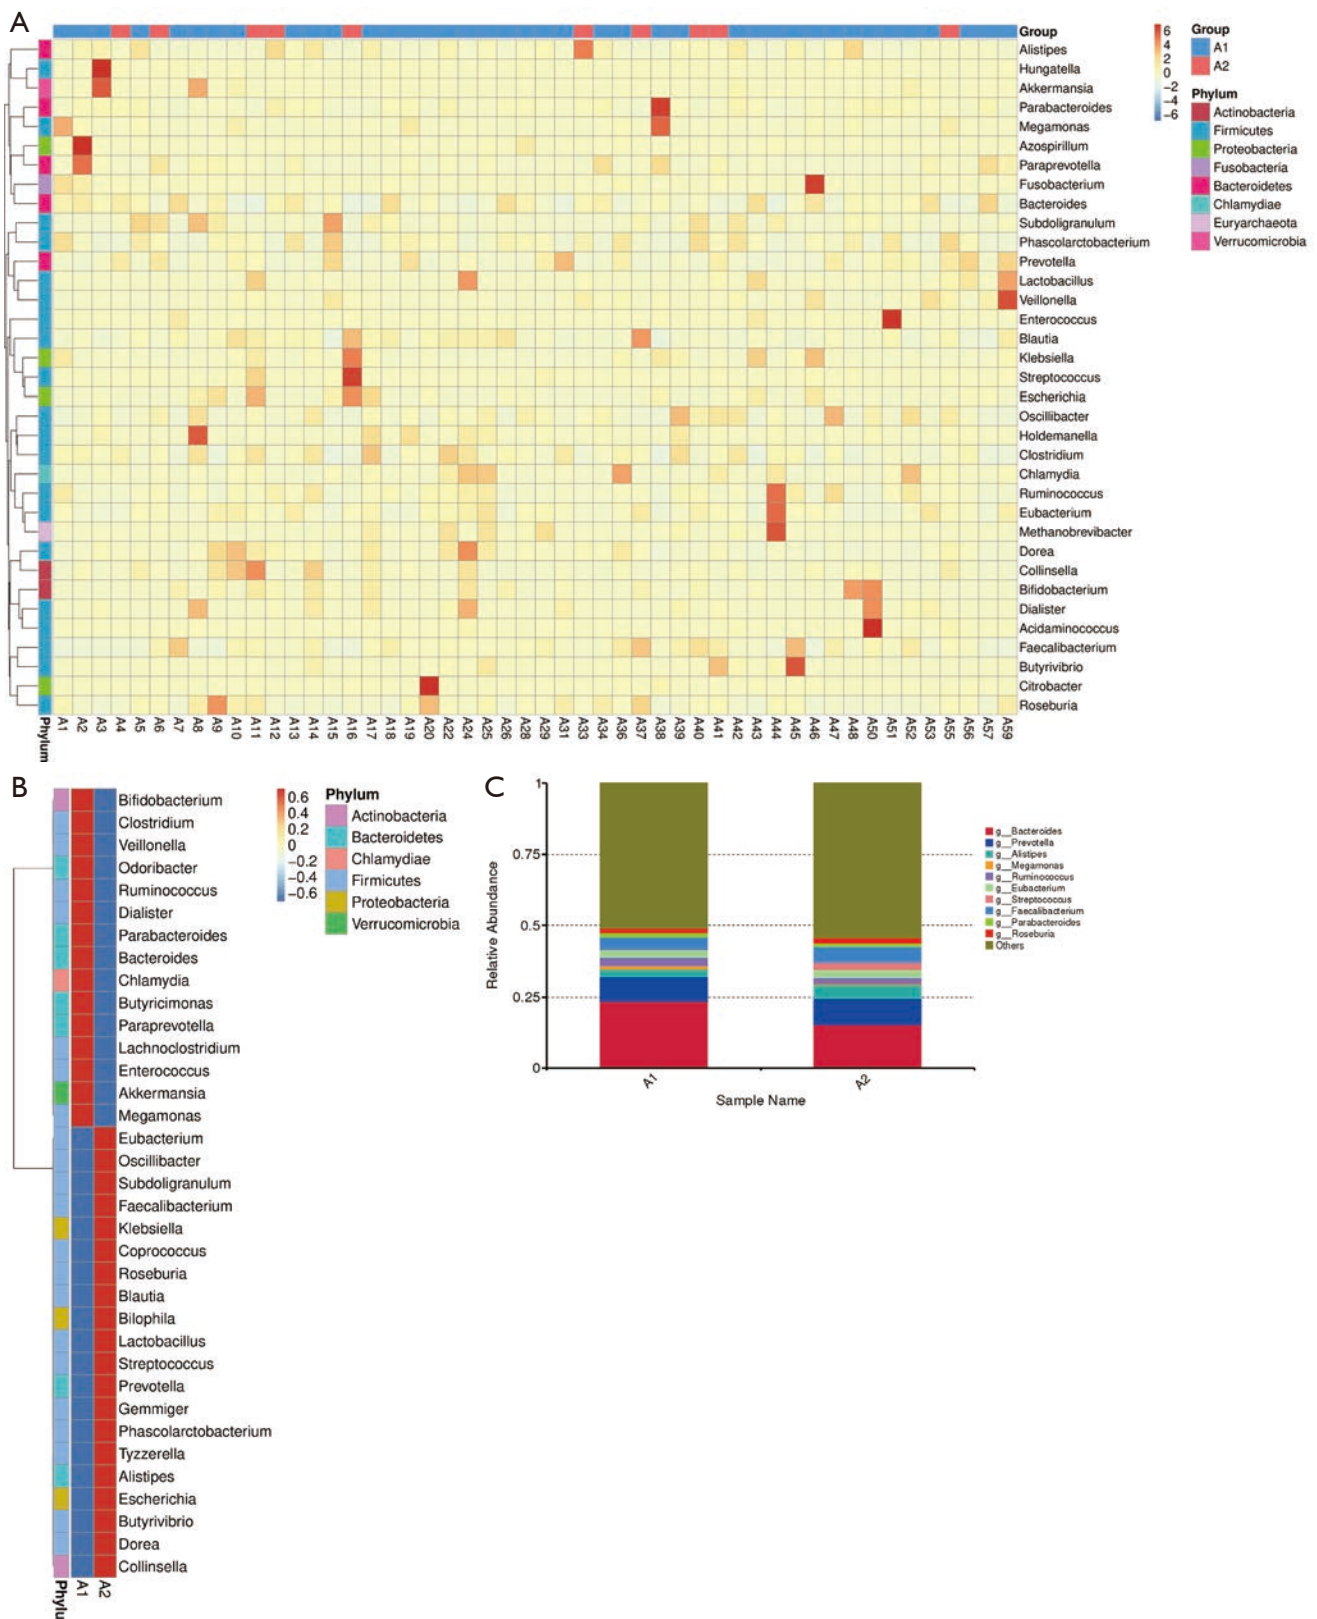 A
Group
Alistipes
Hungatella
Akkermansia
Parabacteroides
Megamonas
Azospirillum
Paraprevotella
Fusobacterium
Bacteroides
Subdoligranulum
Phascolarctobacterium
Prevotella
Lactobacillus
Veillonella
Enterococcus
Blautia
Klebsiella
Streptococcus
Escherichia
Oscillibacter
Holdemanella
Clostridium
Chlamydia
Ruminococcus
Eubacterium
Methanobrevibacter
Dorea
Collinsella
Bifidobacterium
Dialister
Acidaminococcus
Faecalibacterium
Butyrivibrio
Citrobacter
Roseburia
6
4
2
0
−2
−4
−6
Group
A1
A2
Phylum
Actinobacteria
Firmicutes
Proteobacteria
Fusobacteria
Bacteroidetes
Chlamydiae
Euryarchaeota
Verrucomicrobia
Phylum A1 A2 A3 A4 A5 A6 A7 A8 A9 A10 A11 A12 A13 A14 A15 A16 A17 A18 A19 A20 A22 A24 A25 A26 A28 A29 A30 A31 A33 A34 A36 A37 A38 A39 A40 A41 A42 A43 A44 A45 A46 A47 A48 A50 A51 A52 A53 A55 A56 A57 A59
B
Bifidobacterium
Clostridium
Veillonella
Odoribacter
Ruminococcus
Dialister
Parabacteroides
Bacteroides
Chlamydia
Butyricimonas
Paraprevotella
Lachnoclostridium
Enterococcus
Akkermansia
Megamonas
Eubacterium
Oscillibacter
Subdoligranulum
Faecalibacterium
Klebsiella
Coprococcus
Roseburia
Blautia
Bilophila
Lactobacillus
Streptococcus
Prevotella
Gemmiger
Phascolarctobacterium
Tyzzerella
Alistipes
Escherichia
Butyrivibrio
Dorea
Collinsella
Phylu A1 A2
0.6
0.4
0.2
0
−0.2
−0.4
−0.6
Phylum
Actinobacteria
Bacteroidetes
Chlamydiae
Firmicutes
Proteobacteria
Verrucomicrobia
C
Relative Abundance
1
0.75
0.5
0.25
0
A1 A2
Sample Name
g__Bacteroides
g__Prevotella
g__Alistipes
g__Megamonas
g__Ruminococcus
g__Eubacterium
g__Streptococcus
g__Faecalibacterium
g__Parabacteroides
g__Roseburia
Others